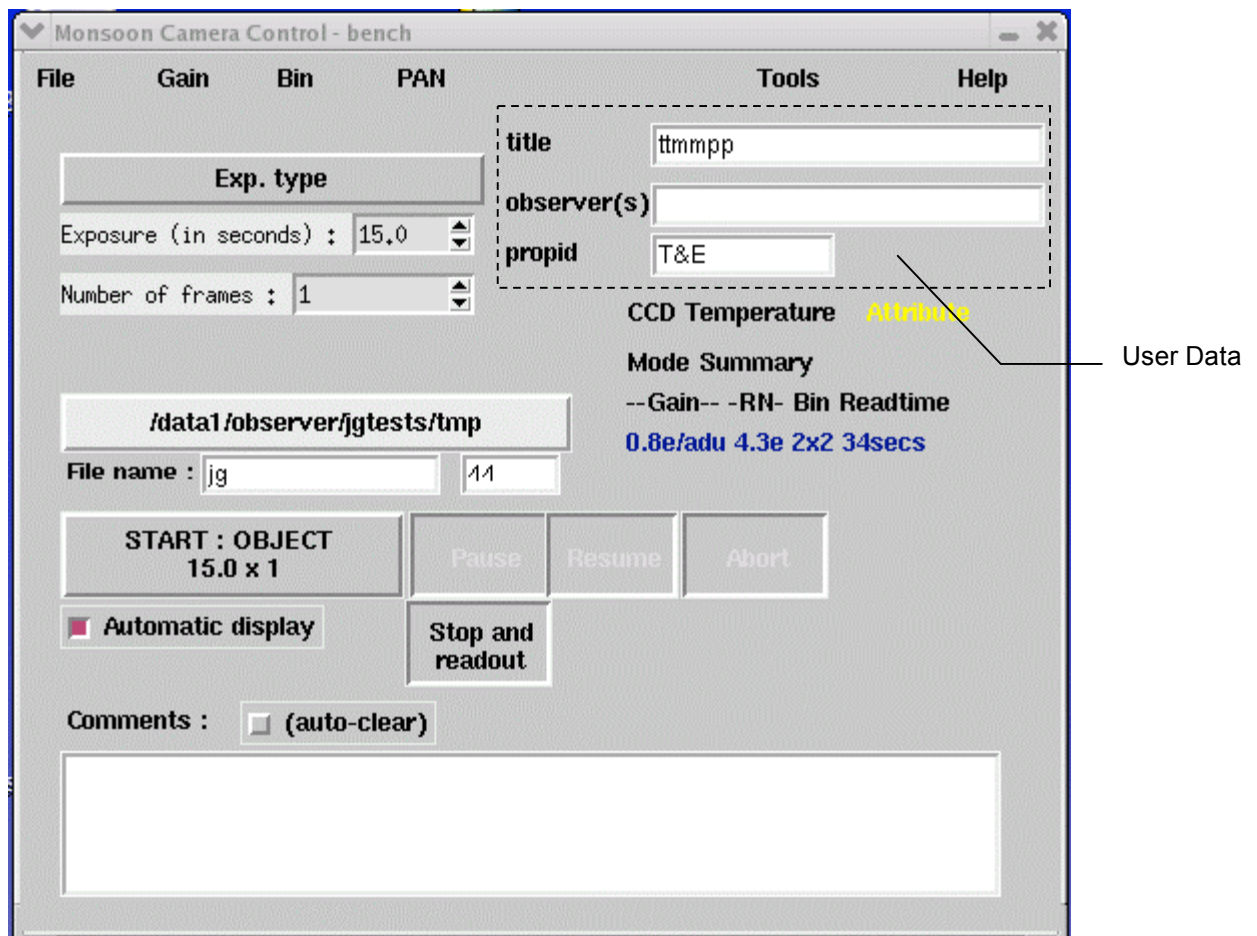 Monsoon Camera Control - bench
File Gain Bin PAN Tools Help
title ttmmpp
Exp. type
observer(s)
Exposure (in seconds) : 15.0
propid T&E
Number of frames : 1
CCD Temperature Attribute
User Data
Mode Summary
--Gain-- -RN- Bin Readtime
/data1/observer/jgtests/tmp
0.8e/adu 4.3e 2x2 34secs
File name : jg 11
START : OBJECT
15.0 x 1
Pause Resume Abort
Automatic display
Stop and
readout
Comments : (auto-clear)